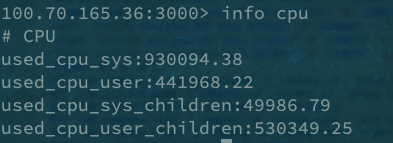 100.70.165.36:3000> info cpu
# CPU
used_cpu_sys:930094.38
used_cpu_user:441968.22
used_cpu_sys_children:49986.79
used_cpu_user_children:530349.25